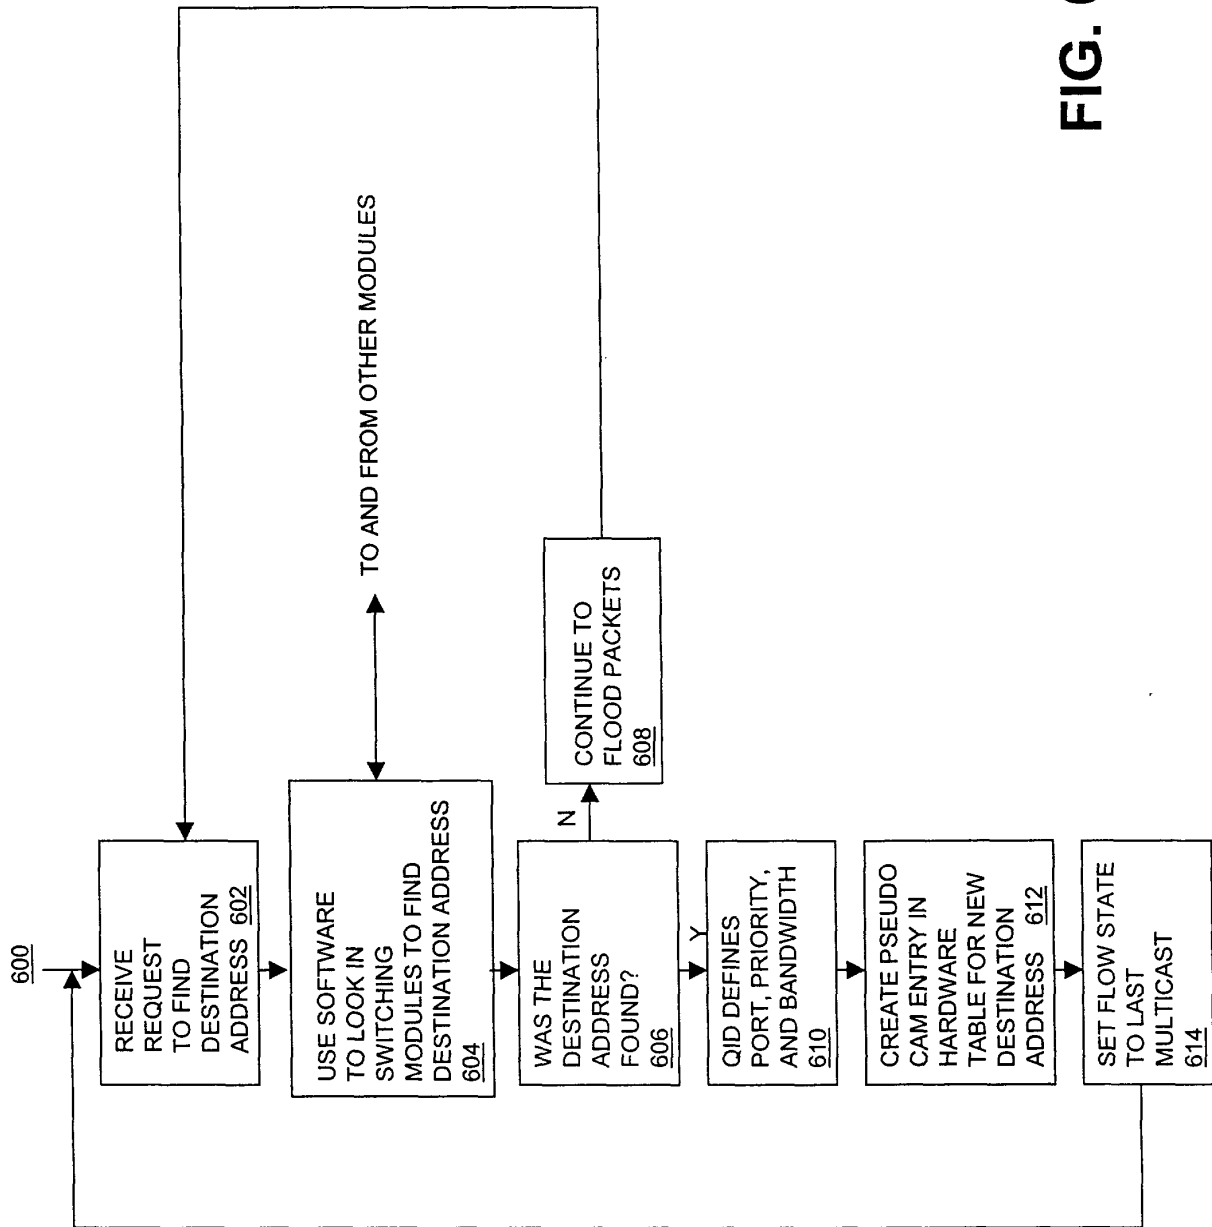 600
RECEIVE
REQUEST
TO FIND
DESTINATION
ADDRESS 602
USE SOFTWARE
TO LOOK IN
SWITCHING
MODULES TO FIND
DESTINATION ADDRESS
604
TO AND FROM OTHER MODULES
WAS THE
DESTINATION
ADDRESS
FOUND?
606
N
CONTINUE TO
FLOOD PACKETS
608
Y
QID DEFINES
PORT, PRIORITY,
AND BANDWIDTH
610
CREATE PSEUDO
CAM ENTRY IN
HARDWARE
TABLE FOR NEW
DESTINATION
ADDRESS 612
SET FLOW STATE
TO LAST
MULTICAST
614
FIG.